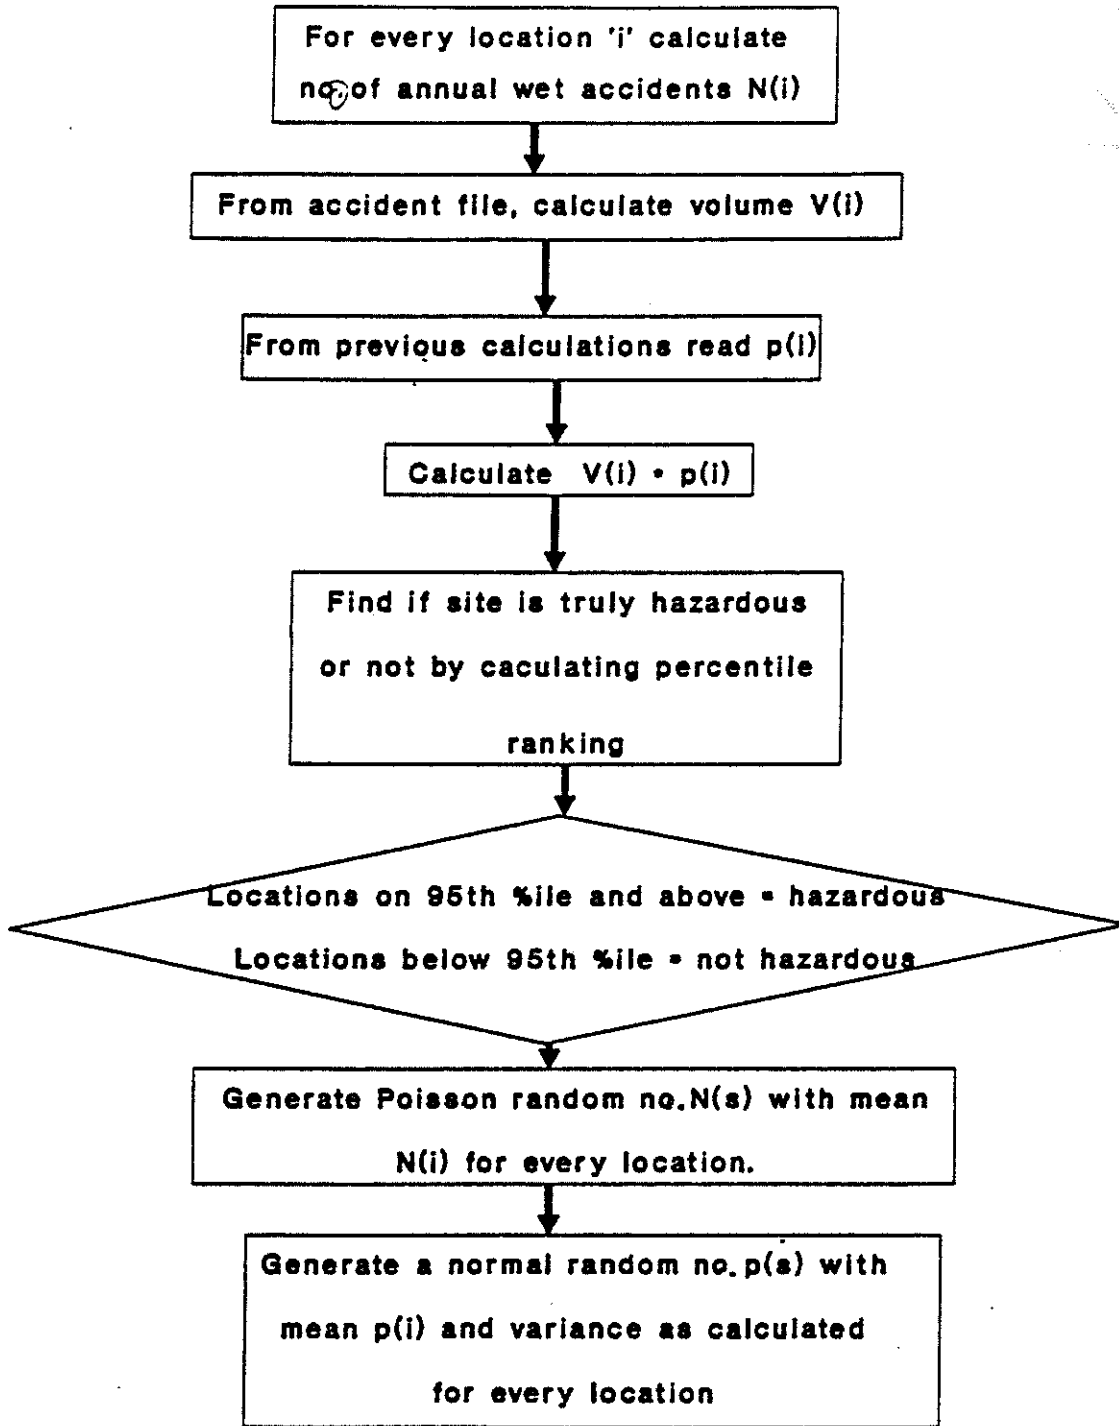 For every location 'i' calculate
no. of annual wet accidents N(i)
From accident file, calculate volume V(i)
From previous calculations read p(i)
Calculate V(i) * p(i)
Find if site is truly hazardous
or not by caculating percentile
ranking
Locations on 95th %ile and above = hazardous
Locations below 95th %ile = not hazardous
Generate Poisson random no. N(s) with mean
N(i) for every location.
Generate a normal random no. p(s) with
mean p(i) and variance as calculated
for every location